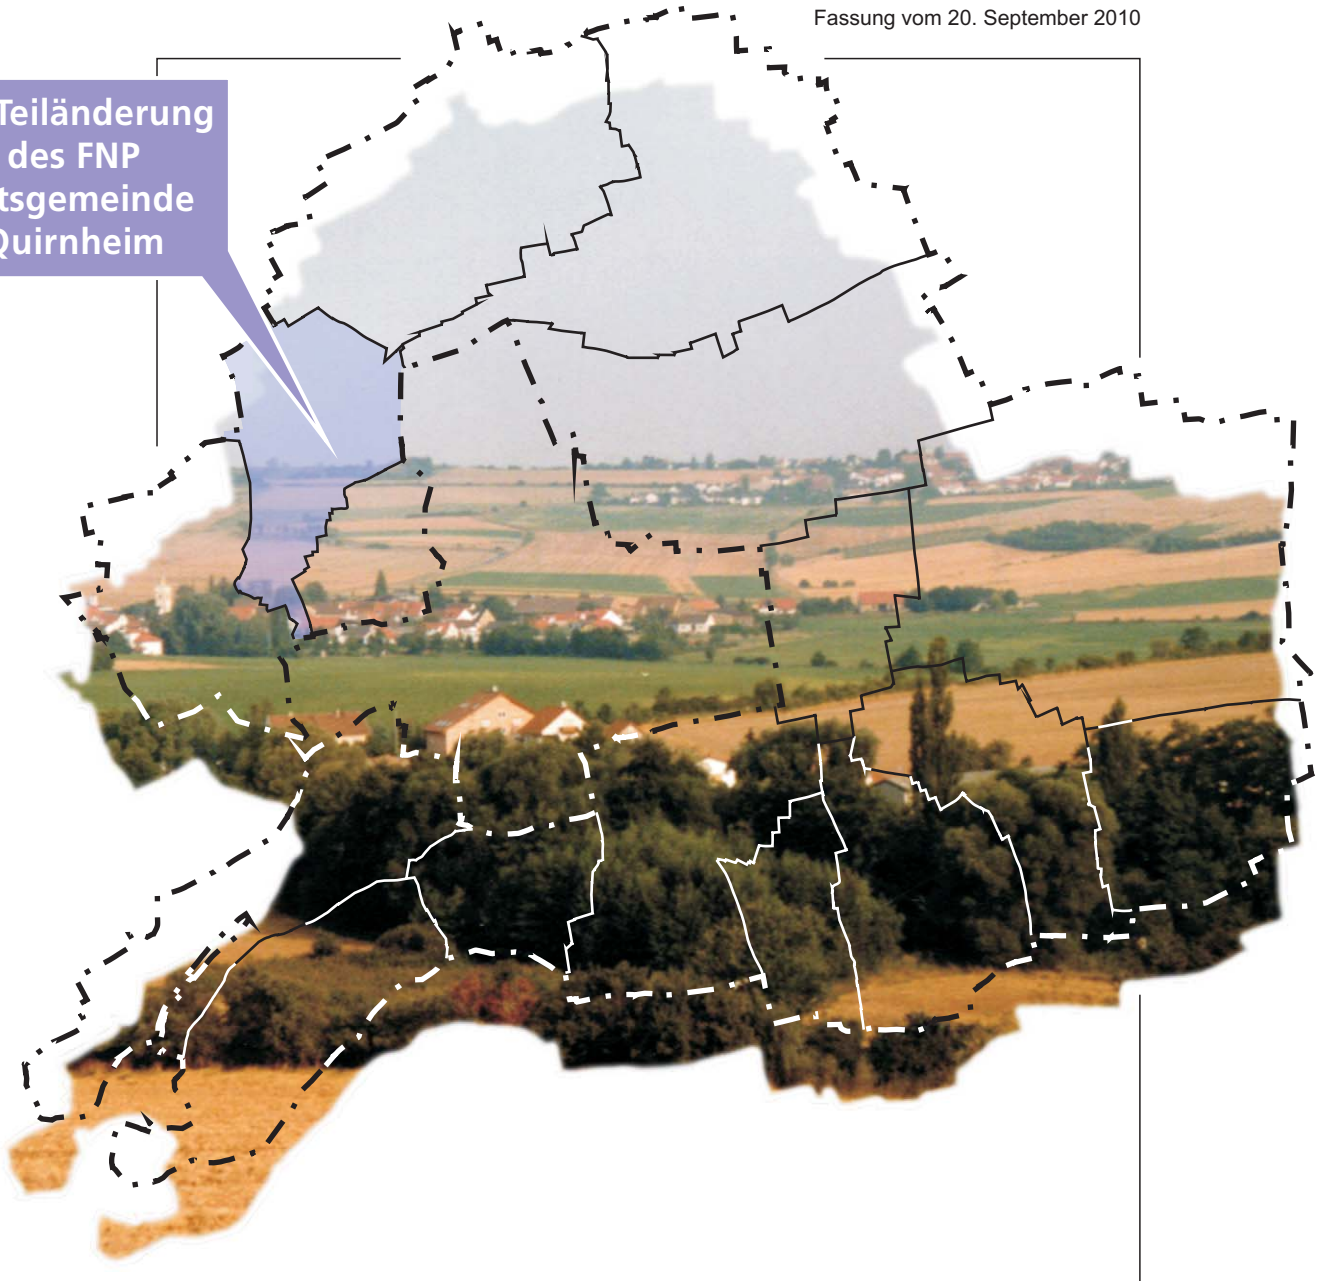 Fassung vom 20. September 2010
Teiländerung
des FNP
tsgemeinde
Quirnheim